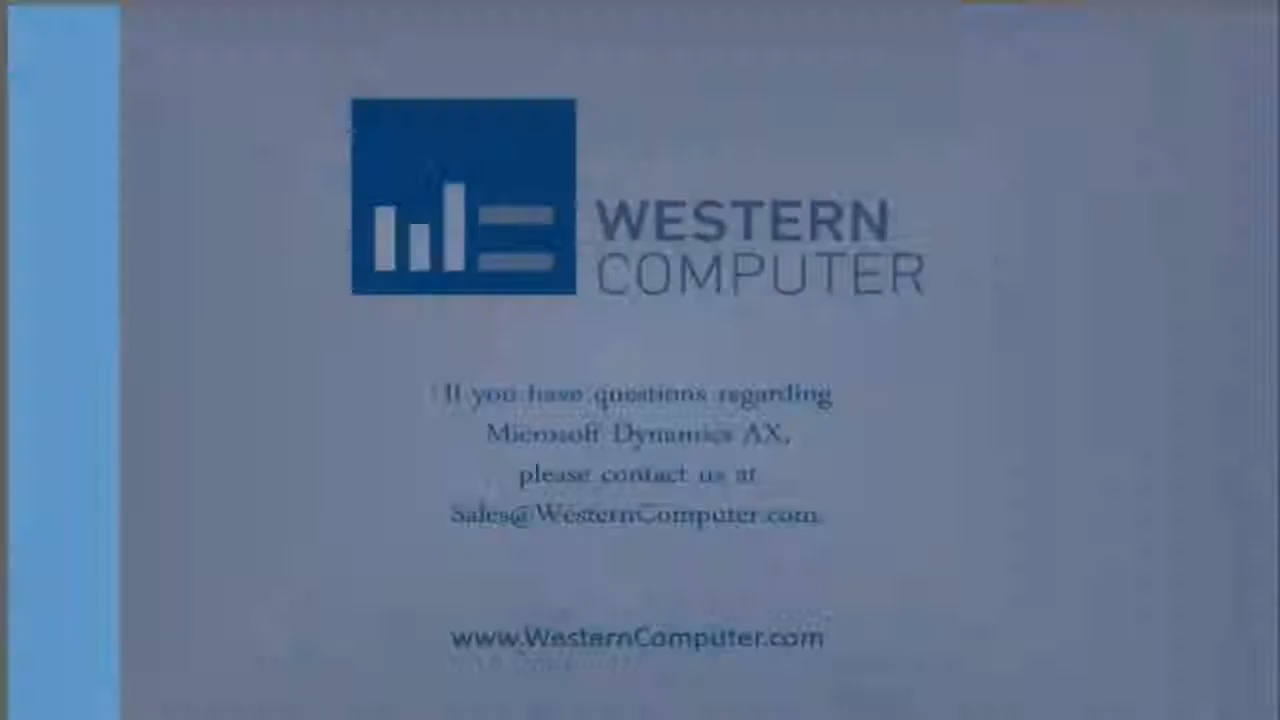 WESTERN
COMPUTER
If you have questions regarding
Microsoft Dynamics AX,
please contact us at
Sales@WesternComputer.com.
www.WesternComputer.com